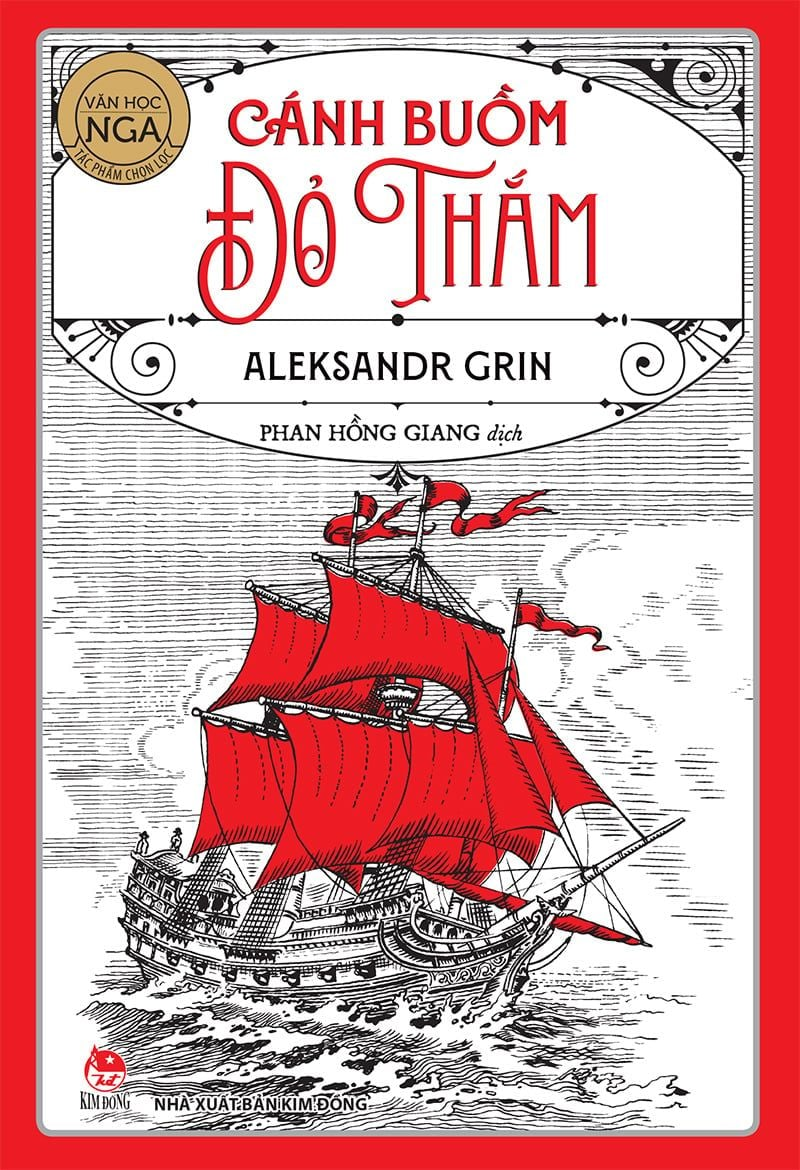 VĂN HỌC
NGA
TÁC PHẨM CHỌN LỌC
CÁNH BUỒM
ĐỎ THẮM
ALEKSANDR GRIN
PHAN HỒNG GIANG dịch
kđ
KIM ĐỒNG
NHÀ XUẤT BẢN KIM ĐỒNG